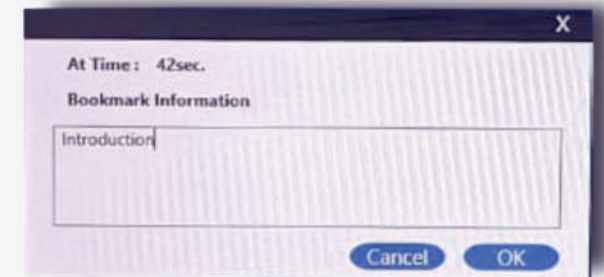 X
At Time : 42sec.
Bookmark Information
Introduction
Cancel OK